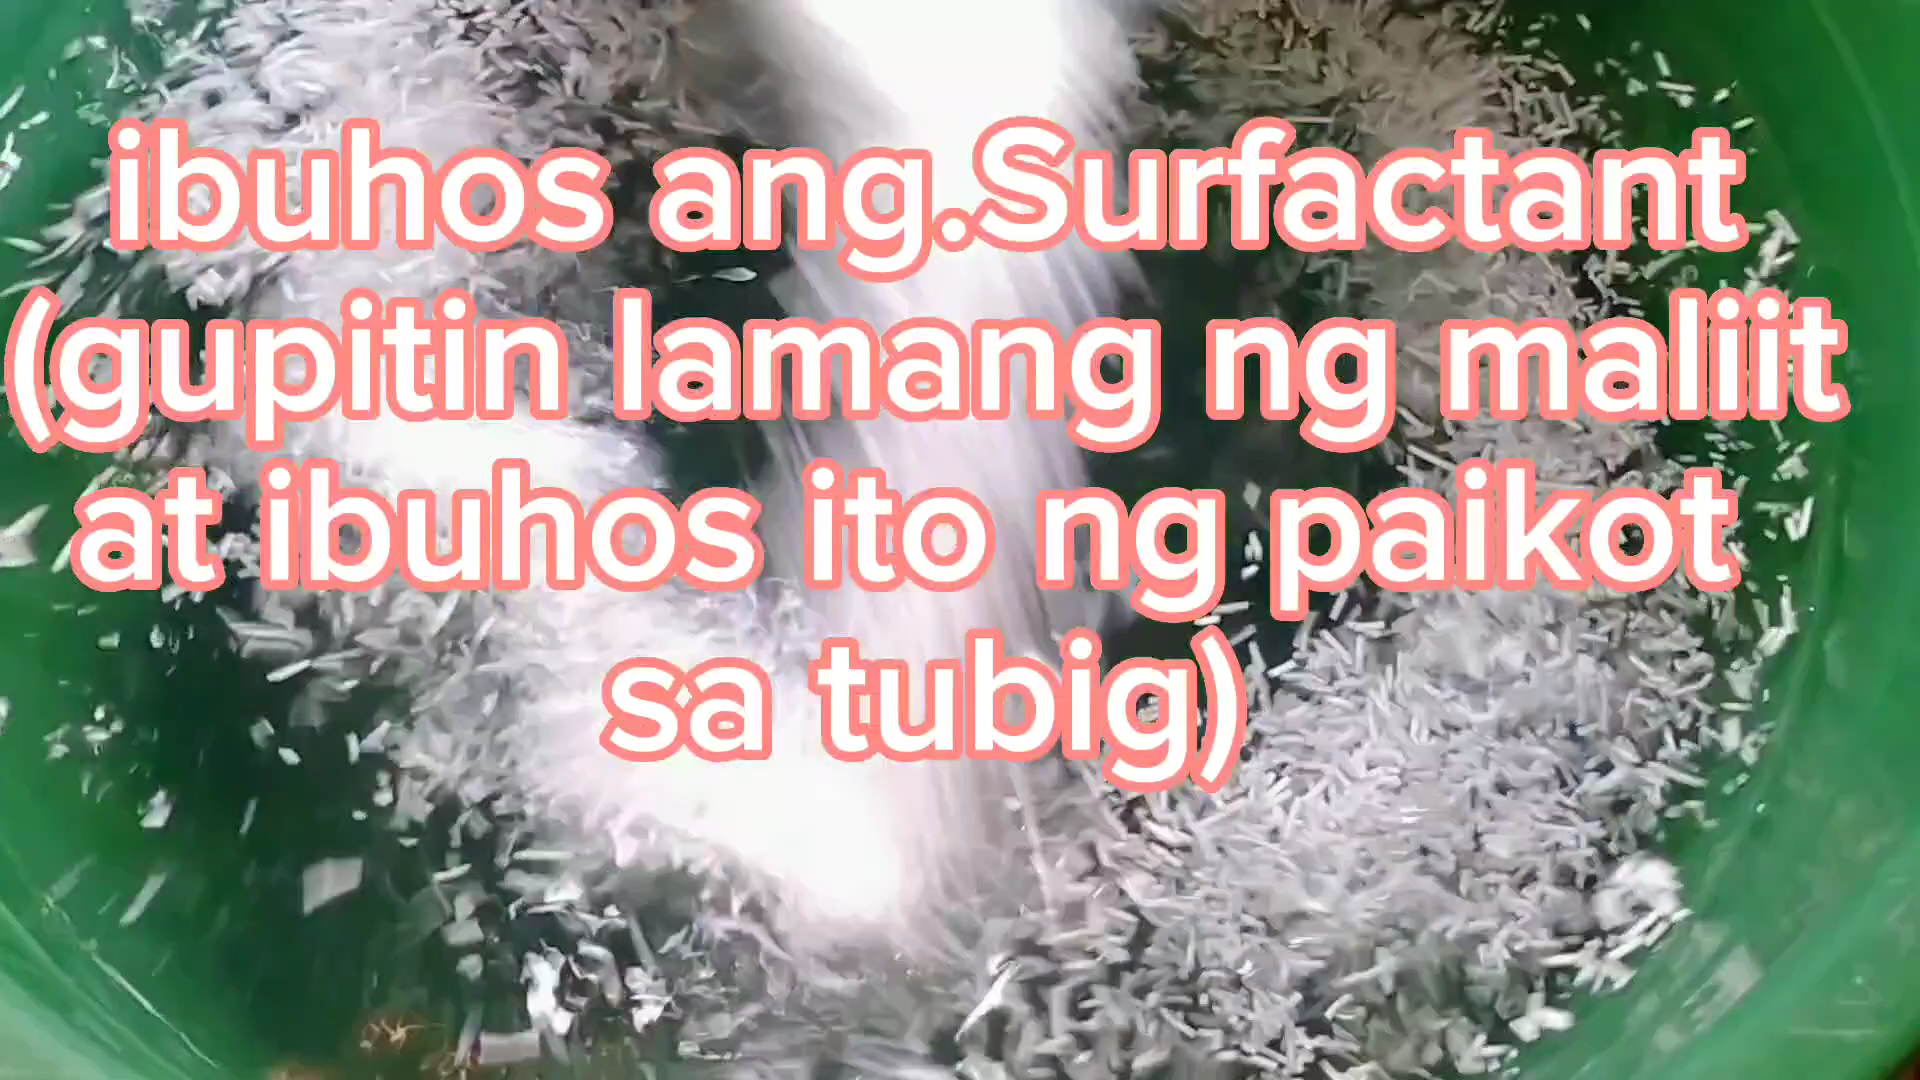 ibuhos ang.Surfactant
(gupitin lamang ng maliit
at ibuhos ito ng paikot
sa tubig)